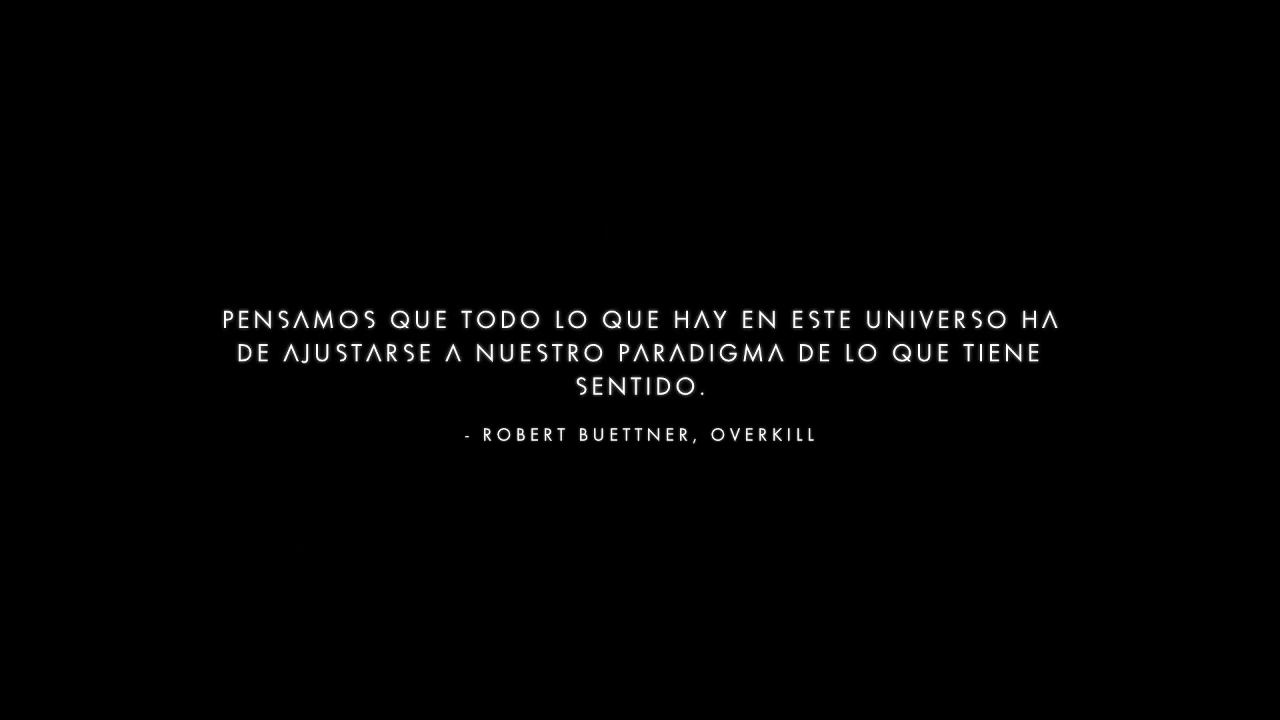 PENSAMOS QUE TODO LO QUE HAY EN ESTE UNIVERSO HA
DE AJUSTARSE A NUESTRO PARADIGMA DE LO QUE TIENE
SENTIDO.
- ROBERT BUETTNER, OVERKILL